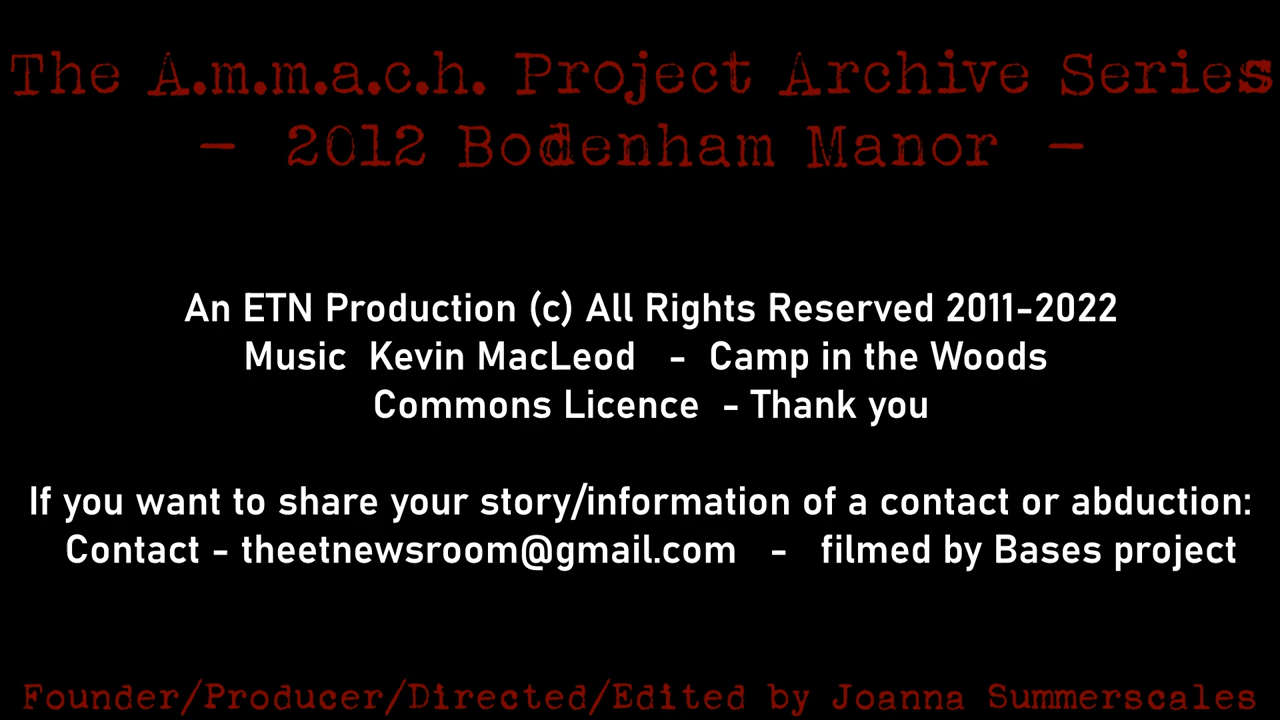 The A.m.m.a.c.h. Project Archive Series
- 2012 Bodenham Manor -
An ETN Production (c) All Rights Reserved 2011-2022
Music Kevin MacLeod - Camp in the Woods
Commons Licence - Thank you
If you want to share your story/information of a contact or abduction:
Contact - theetnewsroom@gmail.com - filmed by Bases project
Founder/Producer/Directed/Edited by Joanna Summerscales